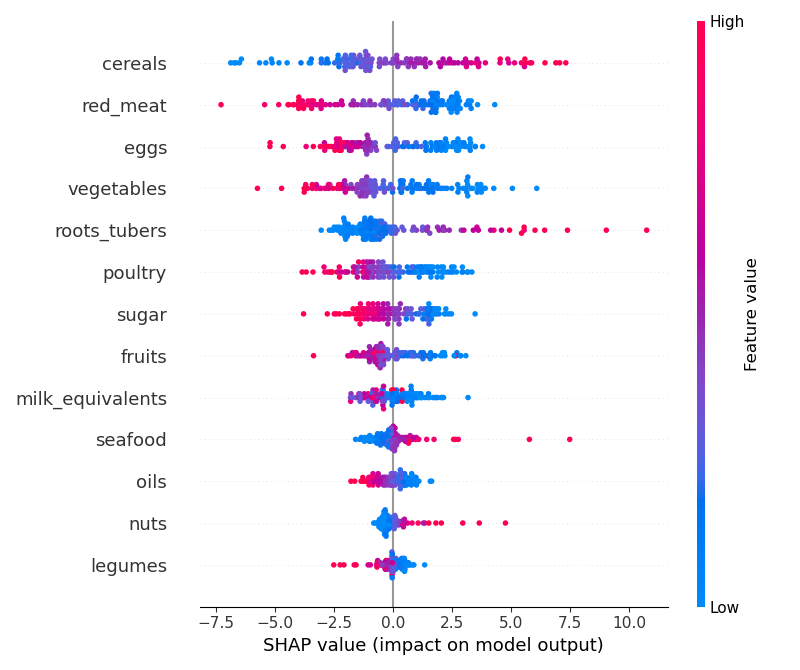 High
cereals
red_meat
eggs
vegetables
roots_tubers
poultry
sugar
fruits
milk_equivalents
seafood
oils
nuts
legumes
Feature value
Low
−7.5 −5.0 −2.5 0.0 2.5 5.0 7.5 10.0
SHAP value (impact on model output)